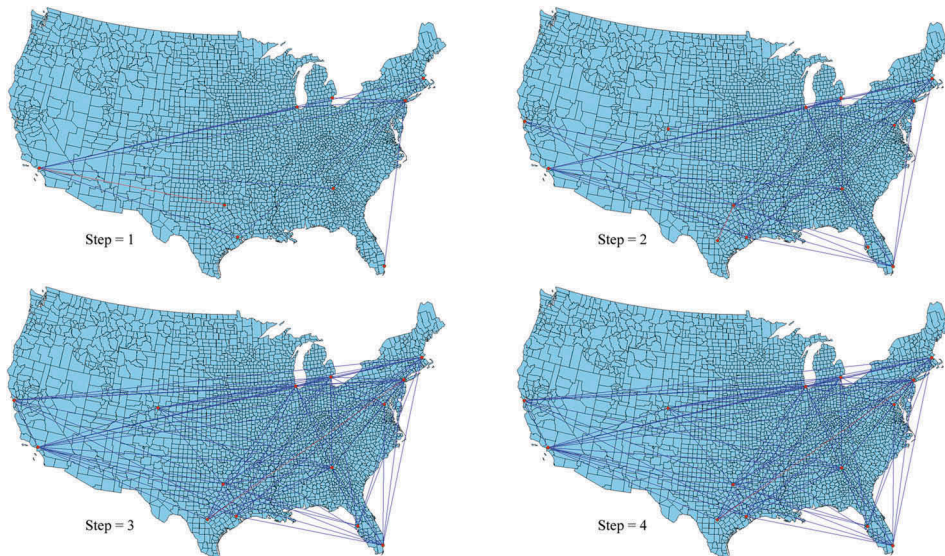 Step = 1
Step = 2
Step = 3
Step = 4